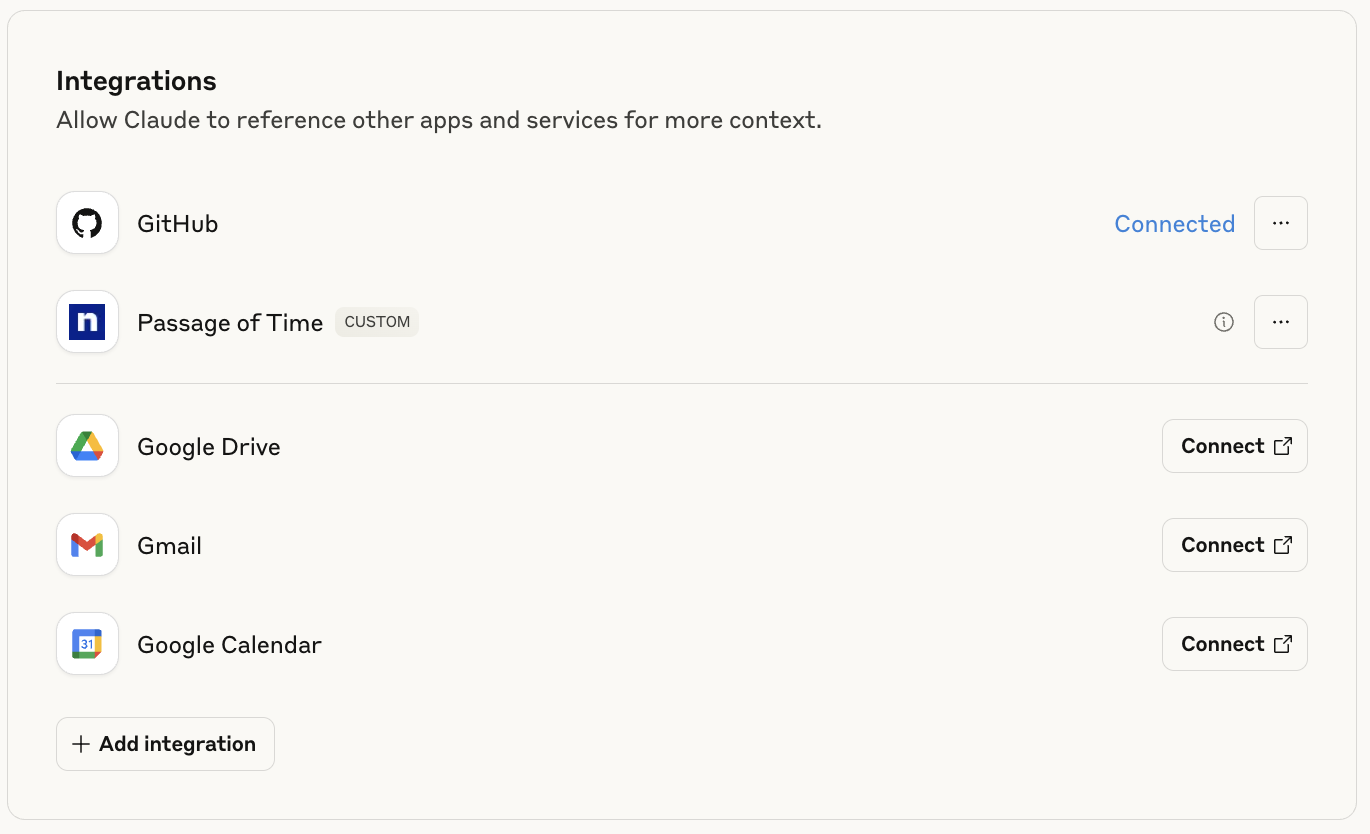 Integrations
Allow Claude to reference other apps and services for more context.
GitHub
Connected
...
n
Passage of Time
CUSTOM
i
...
Google Drive
Connect
Gmail
Connect
31
Google Calendar
Connect
+ Add integration